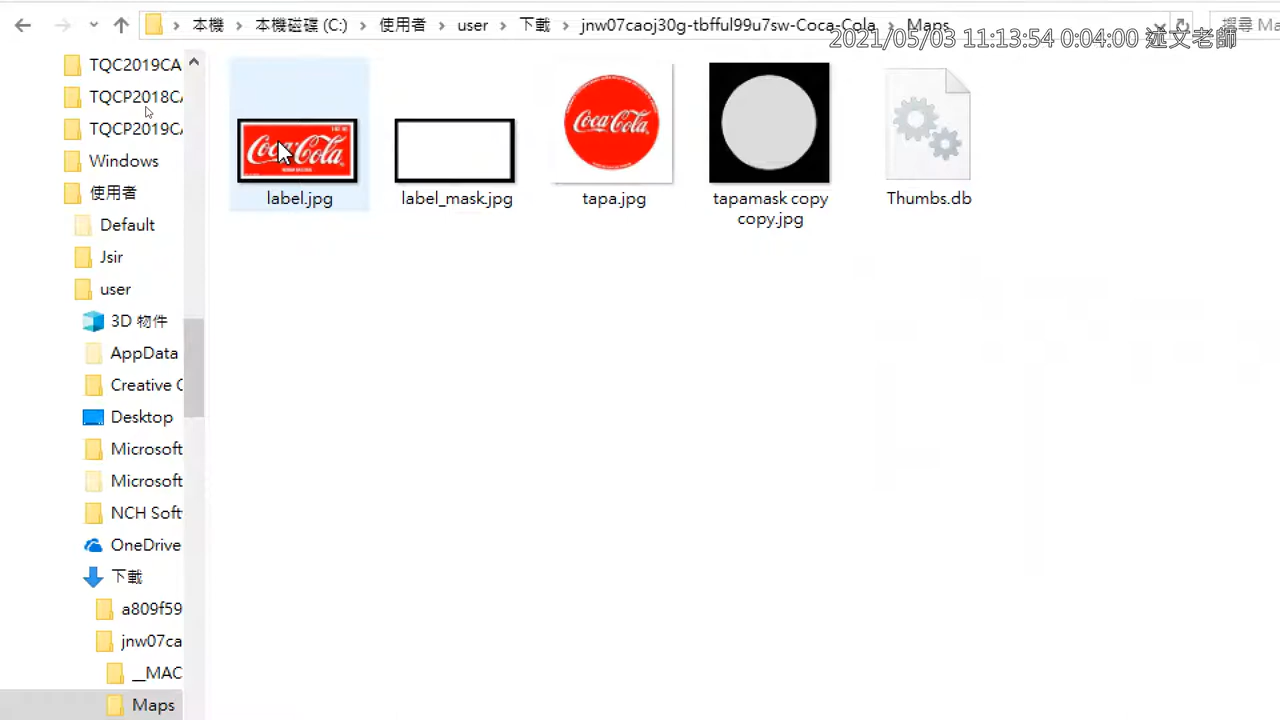 本機 › 本機磁碟 (C:) › 使用者 › user › 下載 › jnw07caoj30g-tbfful99u7sw-Coca-Cola › Maps
搜尋 Ma
2021/05/03 11:13:54 0:04:00 述文老師
TQC2019CA
TQCP2018CA
TQCP2019CA
Windows
使用者
Default
Jsir
user
3D 物件
AppData
Creative C
Desktop
Microsoft
Microsoft
NCH Soft
OneDrive
下載
a809f59
jnw07ca
__MAC
Maps
Coca-Cola
label.jpg
label_mask.jpg
Coca-Cola
tapa.jpg
tapamask copy
copy.jpg
Thumbs.db